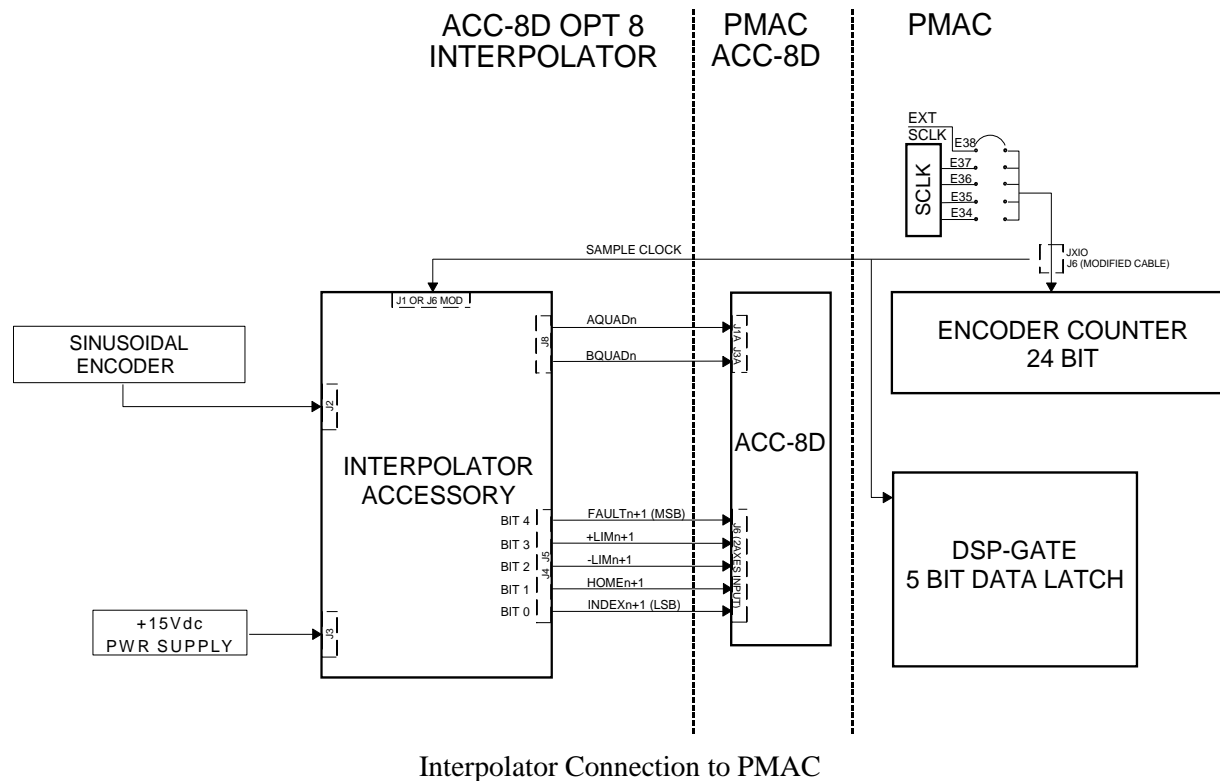 ACC-8D OPT 8
INTERPOLATOR
PMAC
ACC-8D
PMAC
EXT
SCLK
E38
E37
E36
E35
E34
SCLK
SAMPLE CLOCK
JXIO
J6 (MODIFIED CABLE)
J1 OR J6 MOD
SINUSOIDAL
ENCODER
J2
J8
AQUADn
BQUADn
J1A J3A
ENCODER COUNTER
24 BIT
INTERPOLATOR
ACCESSORY
ACC-8D
BIT 4
BIT 3
BIT 2
BIT 1
BIT 0
J4 J5
FAULTn+1 (MSB)
+LIMn+1
-LIMn+1
HOMEn+1
INDEXn+1 (LSB)
J6 (2AXES INPUT)
DSP-GATE
5 BIT DATA LATCH
+15Vdc
PWR SUPPLY
J3
Interpolator Connection to PMAC